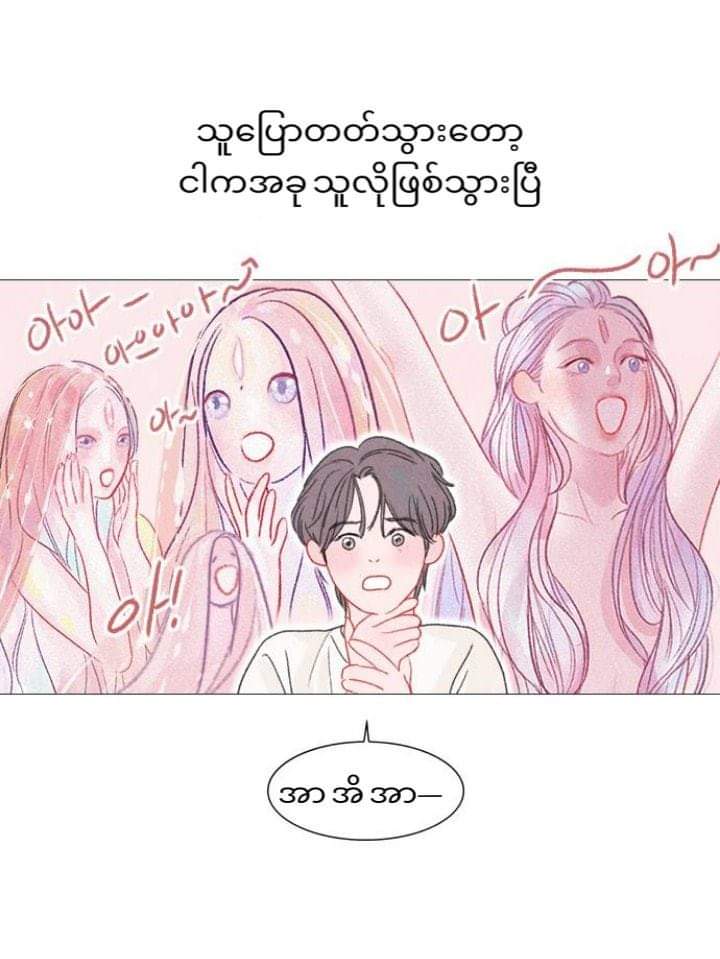 သူပြောတတ်သွားတော့
ငါကအခု သူလိုဖြစ်သွားပြီ
아아–
아으아아~
아~
아~아~
아!
အာ အိ အာ—